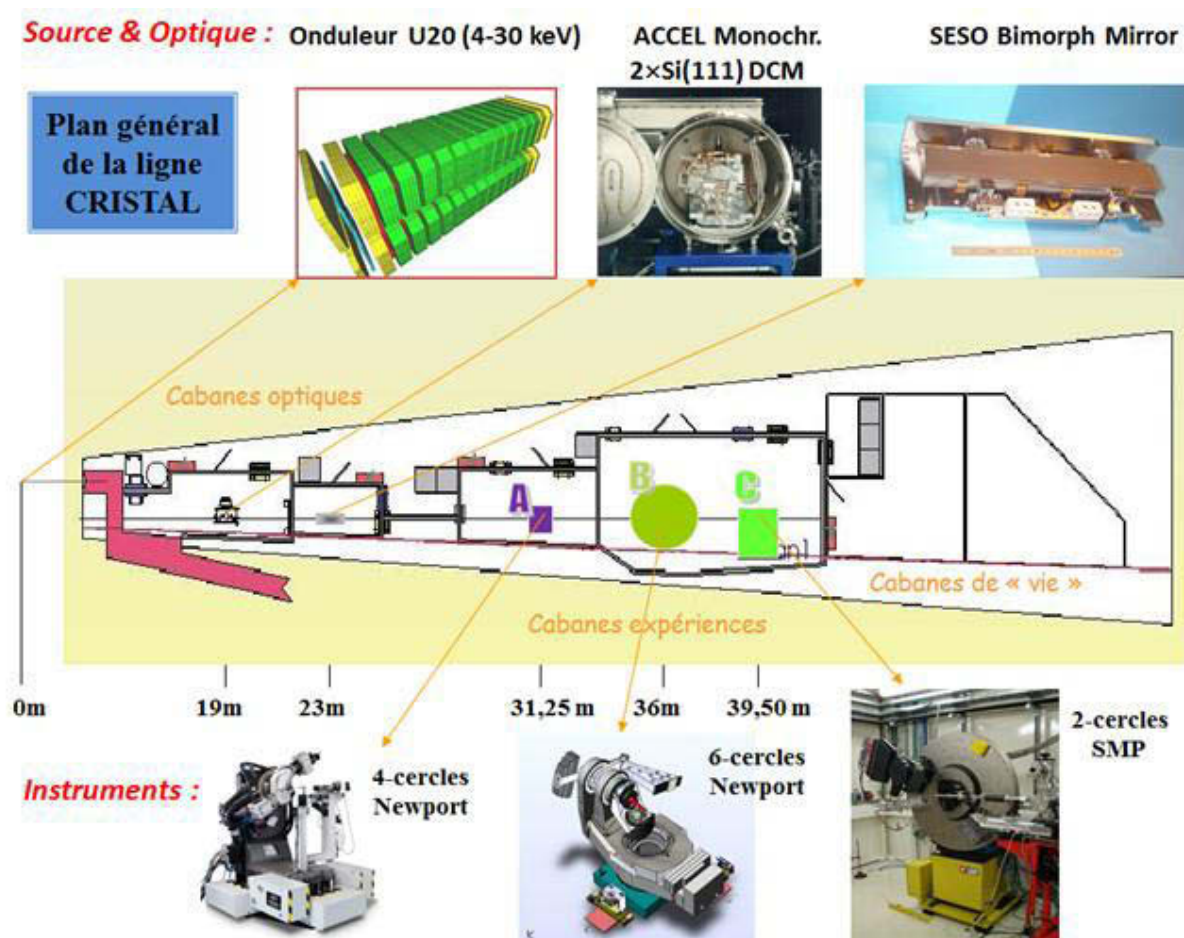 Source & Optique : Onduleur U20 (4-30 keV) ACCEL Monochr. SESO Bimorph Mirror
2×Si(111) DCM
Plan général
de la ligne
CRISTAL
Cabanes optiques
A
B
C
Cabanes de « vie »
Cabanes expériences
0m 19m 23m 31,25 m 36m 39,50 m
Instruments :
4-cercles
Newport
6-cercles
Newport
2-cercles
SMP